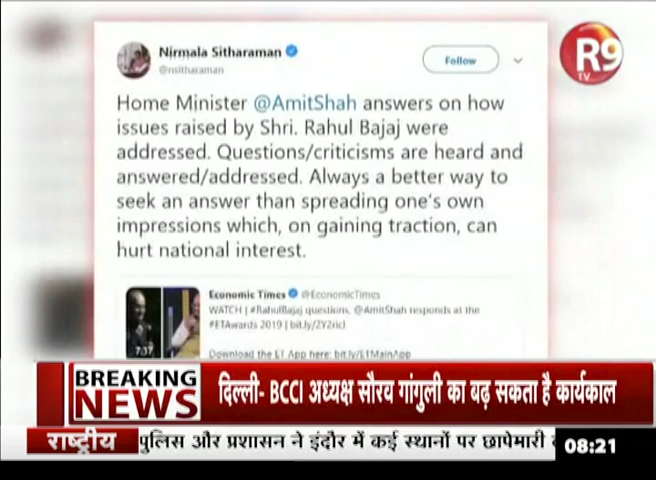 Nirmala Sitharaman
@nsitharaman
Follow
R9
TV
Home Minister @AmitShah answers on how
issues raised by Shri. Rahul Bajaj were
addressed. Questions/criticisms are heard and
answered/addressed. Always a better way to
seek an answer than spreading one's own
impressions which, on gaining traction, can
hurt national interest.
Economic Times @EconomicTimes
WATCH | #RahulBajaj questions, @AmitShah responds at the
#ETAwards 2019 |
Download the ET App here: bit.ly/ETMainApp
7:37
BREAKING
NEWS
दिल्ली- BCCI अध्यक्ष सौरव गांगुली का बढ़ सकता है कार्यकाल
राष्ट्रीय
पुलिस और प्रशासन ने इंदौर में कई स्थानों पर छापेमारी
08:21